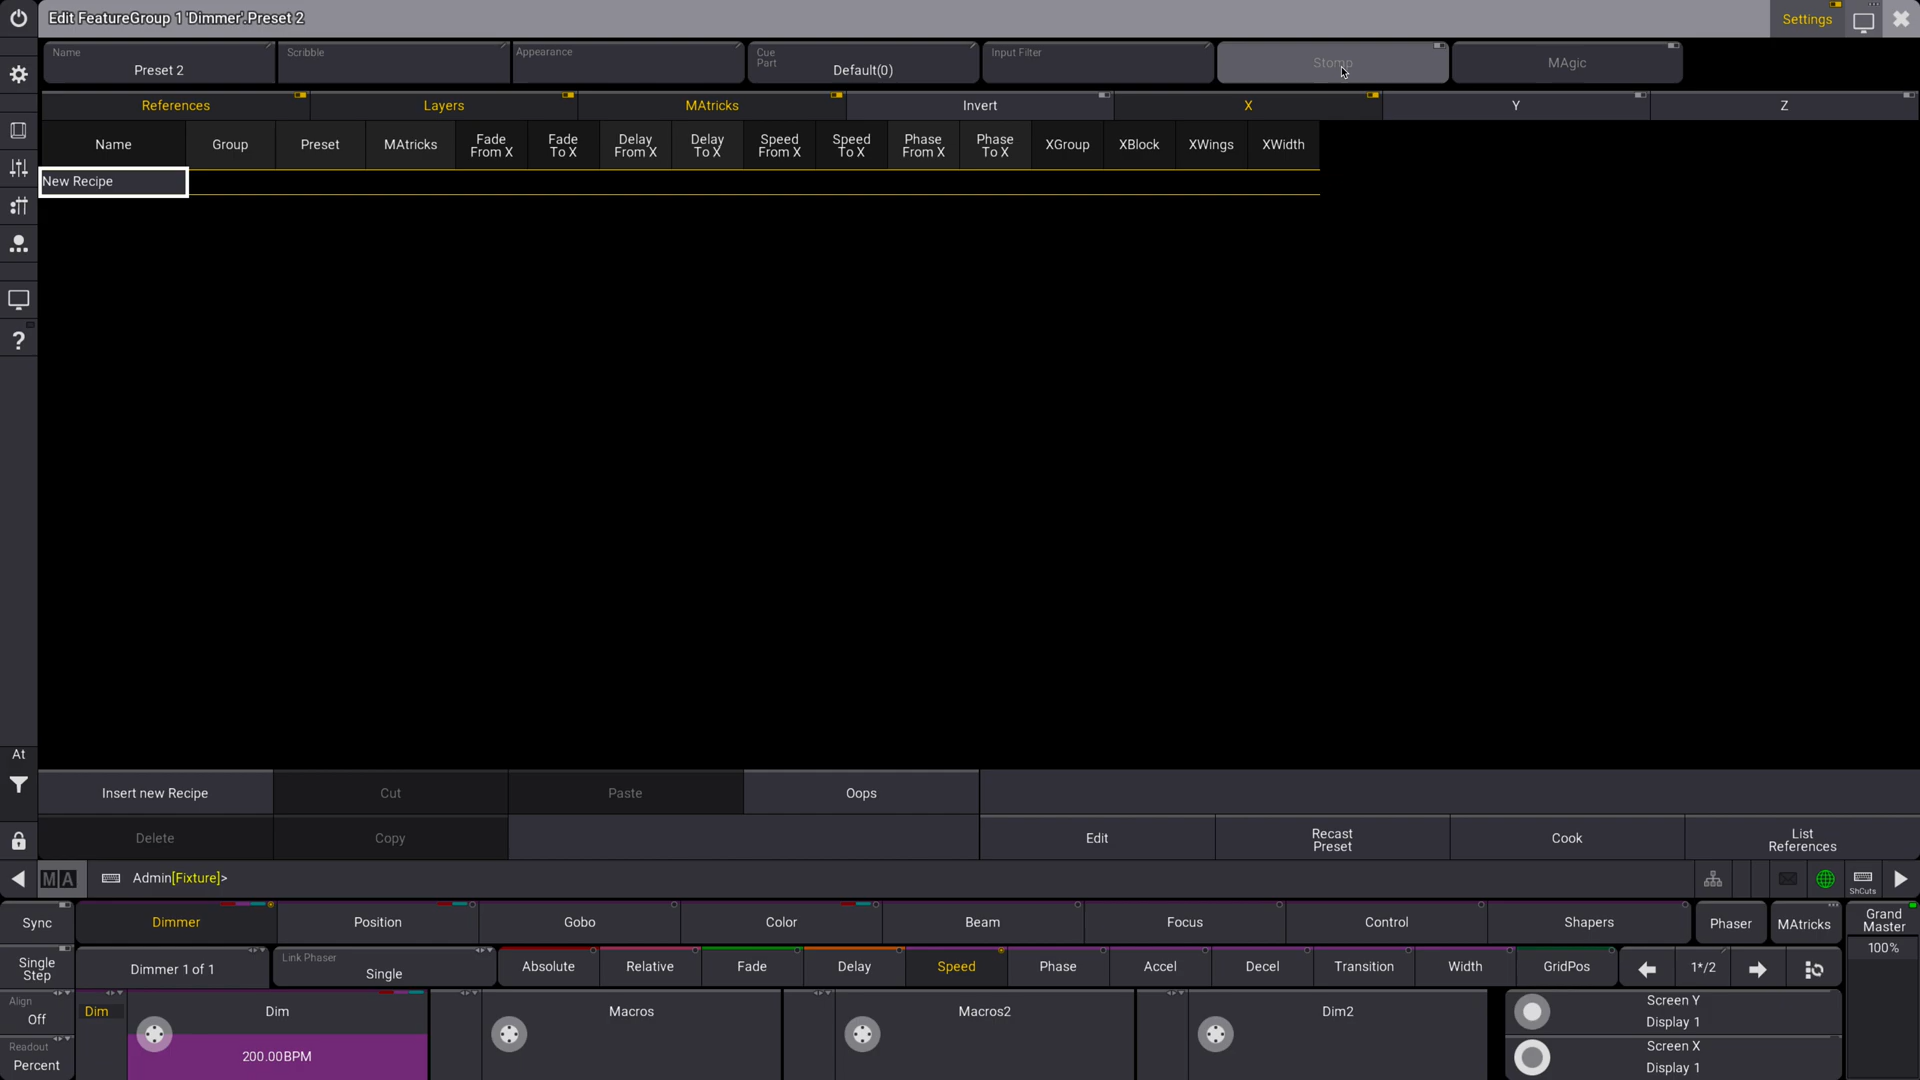 Edit FeatureGroup 1 'Dimmer'.Preset 2
Settings
Name
Preset 2
Scribble
Appearance
Cue
Part
Default(0)
Input Filter
Stomp
MAgic
References
Layers
MAtricks
Invert
X
Y
Z
Name
Group
Preset
MAtricks
Fade
From X
Fade
To X
Delay
From X
Delay
To X
Speed
From X
Speed
To X
Phase
From X
Phase
To X
XGroup
XBlock
XWings
XWidth
New Recipe
?
At
Insert new Recipe
Cut
Paste
Oops
Delete
Copy
Edit
Recast
Preset
Cook
List
References
MA
Admin[Fixture]>
ShCuts
Sync
Dimmer
Position
Gobo
Color
Beam
Focus
Control
Shapers
Phaser
MAtricks
Grand
Master
100%
Single
Step
Dimmer 1 of 1
Link Phaser
Single
Absolute
Relative
Fade
Delay
Speed
Phase
Accel
Decel
Transition
Width
GridPos
1*/2
Align
Off
Readout
Percent
Dim
Dim
200.00BPM
Macros
Macros2
Dim2
Screen Y
Display 1
Screen X
Display 1